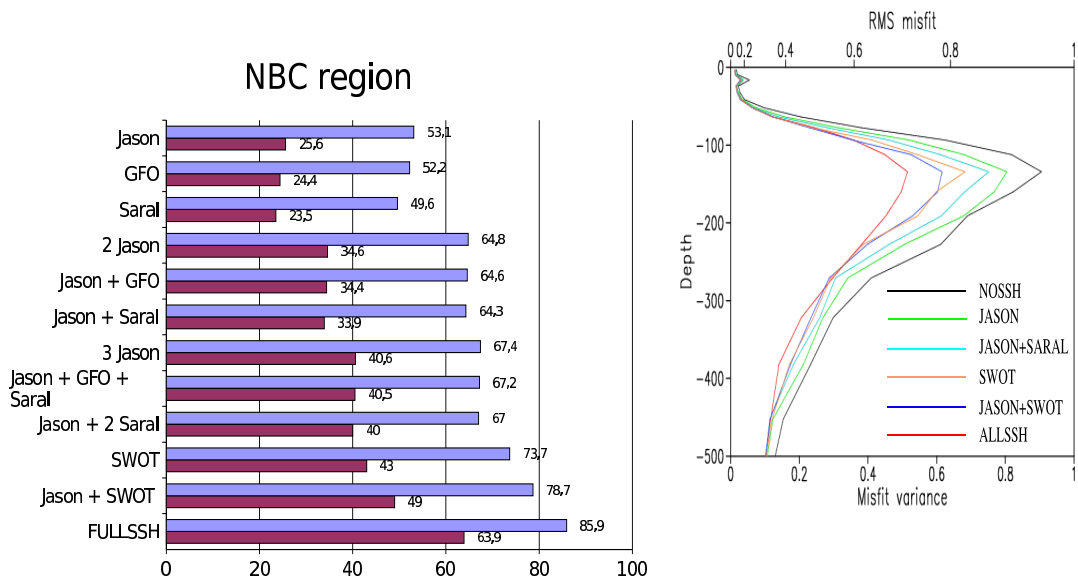 NBC region
Jason
53,1
25,6
GFO
52,2
24,4
Saral
49,6
23,5
2 Jason
64,8
34,6
Jason + GFO
64,6
34,4
Jason + Saral
64,3
33,9
3 Jason
67,4
40,6
Jason + GFO +
Saral
67,2
40,5
Jason + 2 Saral
67
40
SWOT
73,7
43
Jason + SWOT
78,7
49
FULLSSH
85,9
63,9
0 20 40 60 80 100
RMS misfit
0 0.2 0.4 0.6 0.8 1
Depth
0
-100
-200
-300
-400
-500
NOSSH
JASON
JASON+SARAL
SWOT
JASON+SWOT
ALLSSH
0 0.2 0.4 0.6 0.8 1
Misfit variance